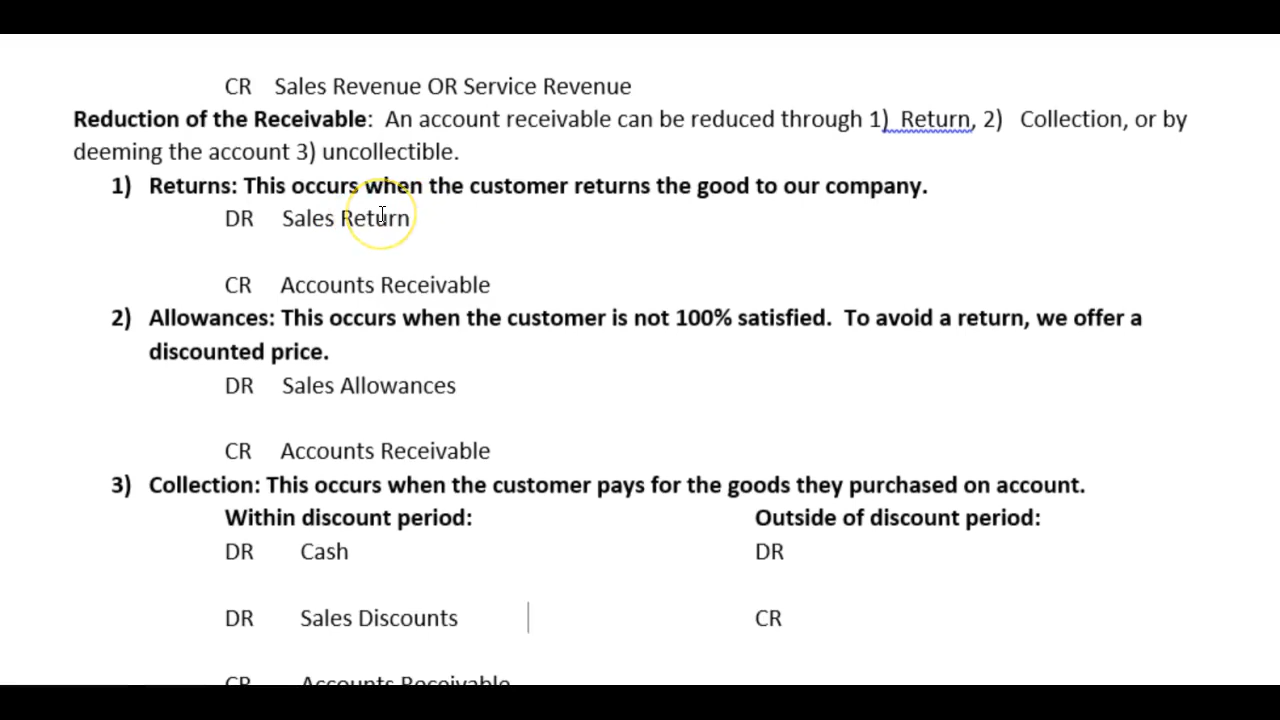 CR Sales Revenue OR Service Revenue
Reduction of the Receivable: An account receivable can be reduced through 1) Return, 2) Collection, or by
deeming the account 3) uncollectible.
1) Returns: This occurs when the customer returns the good to our company.
DR Sales Return
CR Accounts Receivable
2) Allowances: This occurs when the customer is not 100% satisfied. To avoid a return, we offer a
discounted price.
DR Sales Allowances
CR Accounts Receivable
3) Collection: This occurs when the customer pays for the goods they purchased on account.
Within discount period: Outside of discount period:
DR Cash DR
DR Sales Discounts CR
CR Accounts Receivable